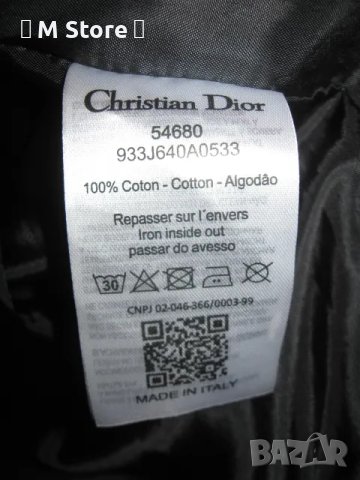 M Store
Christian Dior
54680
933J640A0533
100% Coton - Cotton - Algodão
Repasser sur l'envers
Iron inside out
passar do avesso
30
CNPJ 02-046-366/0003-99
MADE IN ITALY
BAZAR